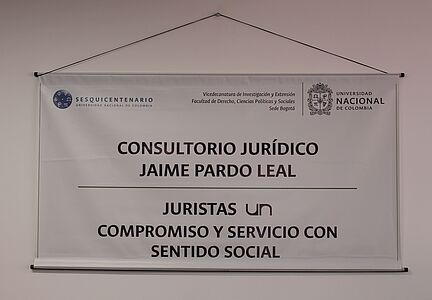 SESQUICENTENARIO
UNIVERSIDAD NACIONAL DE COLOMBIA
Vicedecanatura de Investigación y Extensión
Facultad de Derecho, Ciencias Políticas y Sociales
Sede Bogotá
UNIVERSIDAD
NACIONAL
DE COLOMBIA
CONSULTORIO JURÍDICO
JAIME PARDO LEAL
JURISTAS un
COMPROMISO Y SERVICIO CON
SENTIDO SOCIAL